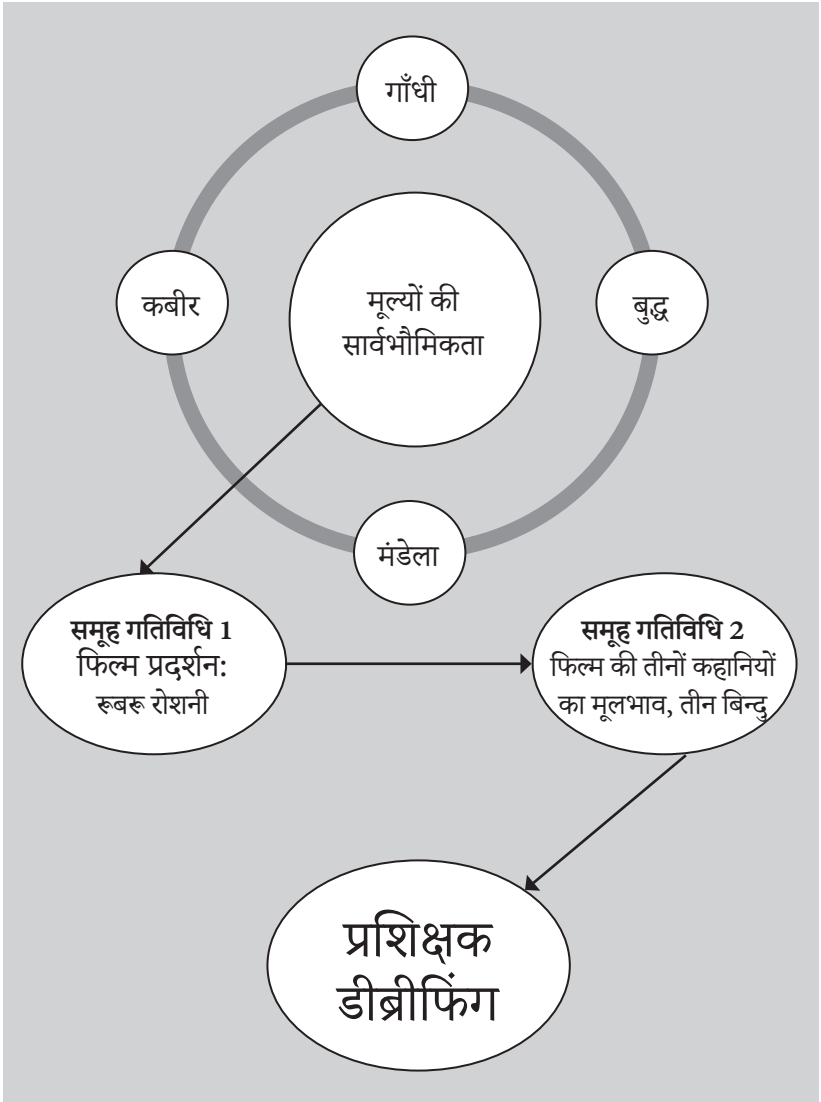 गाँधी
कबीर
मूल्यों की
सार्वभौमिकता
बुद्ध
मंडेला
समूह गतिविधि 1
फिल्म प्रदर्शन:
रूबरू रोशनी
समूह गतिविधि 2
फिल्म की तीनों कहानियों
का मूलभाव, तीन बिन्दु
प्रशिक्षक
डीब्रीफिंग